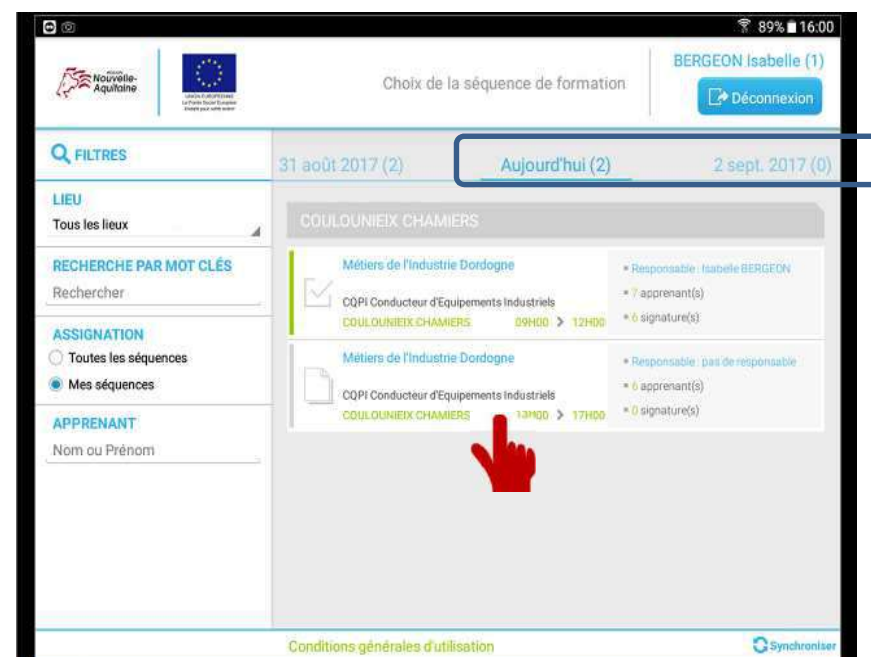 89% 16:00
RÉGION
Nouvelle-
Aquitaine
UNION EUROPÉENNE
Choix de la séquence de formation
BERGEON Isabelle (1)
Déconnexion
FILTRES
31 août 2017 (2)
Aujourd'hui (2)
2 sept. 2017 (0)
LIEU
Tous les lieux
RECHERCHE PAR MOT CLÉS
Rechercher
ASSIGNATION
Toutes les séquences
Mes séquences
APPRENANT
Nom ou Prénom
COULOUNIEIX CHAMIERS
Métiers de l'Industrie Dordogne
CQPI Conducteur d'Equipements Industriels
COULOUNIEIX CHAMIERS 09H00 > 12H00
Responsable : Isabelle BERGEON
7 apprenant(s)
6 signature(s)
Métiers de l'Industrie Dordogne
CQPI Conducteur d'Equipements Industriels
COULOUNIEIX CHAMIERS 13H00 > 17H00
Responsable : pas de responsable
6 apprenant(s)
0 signature(s)
Conditions générales d'utilisation
Synchroniser